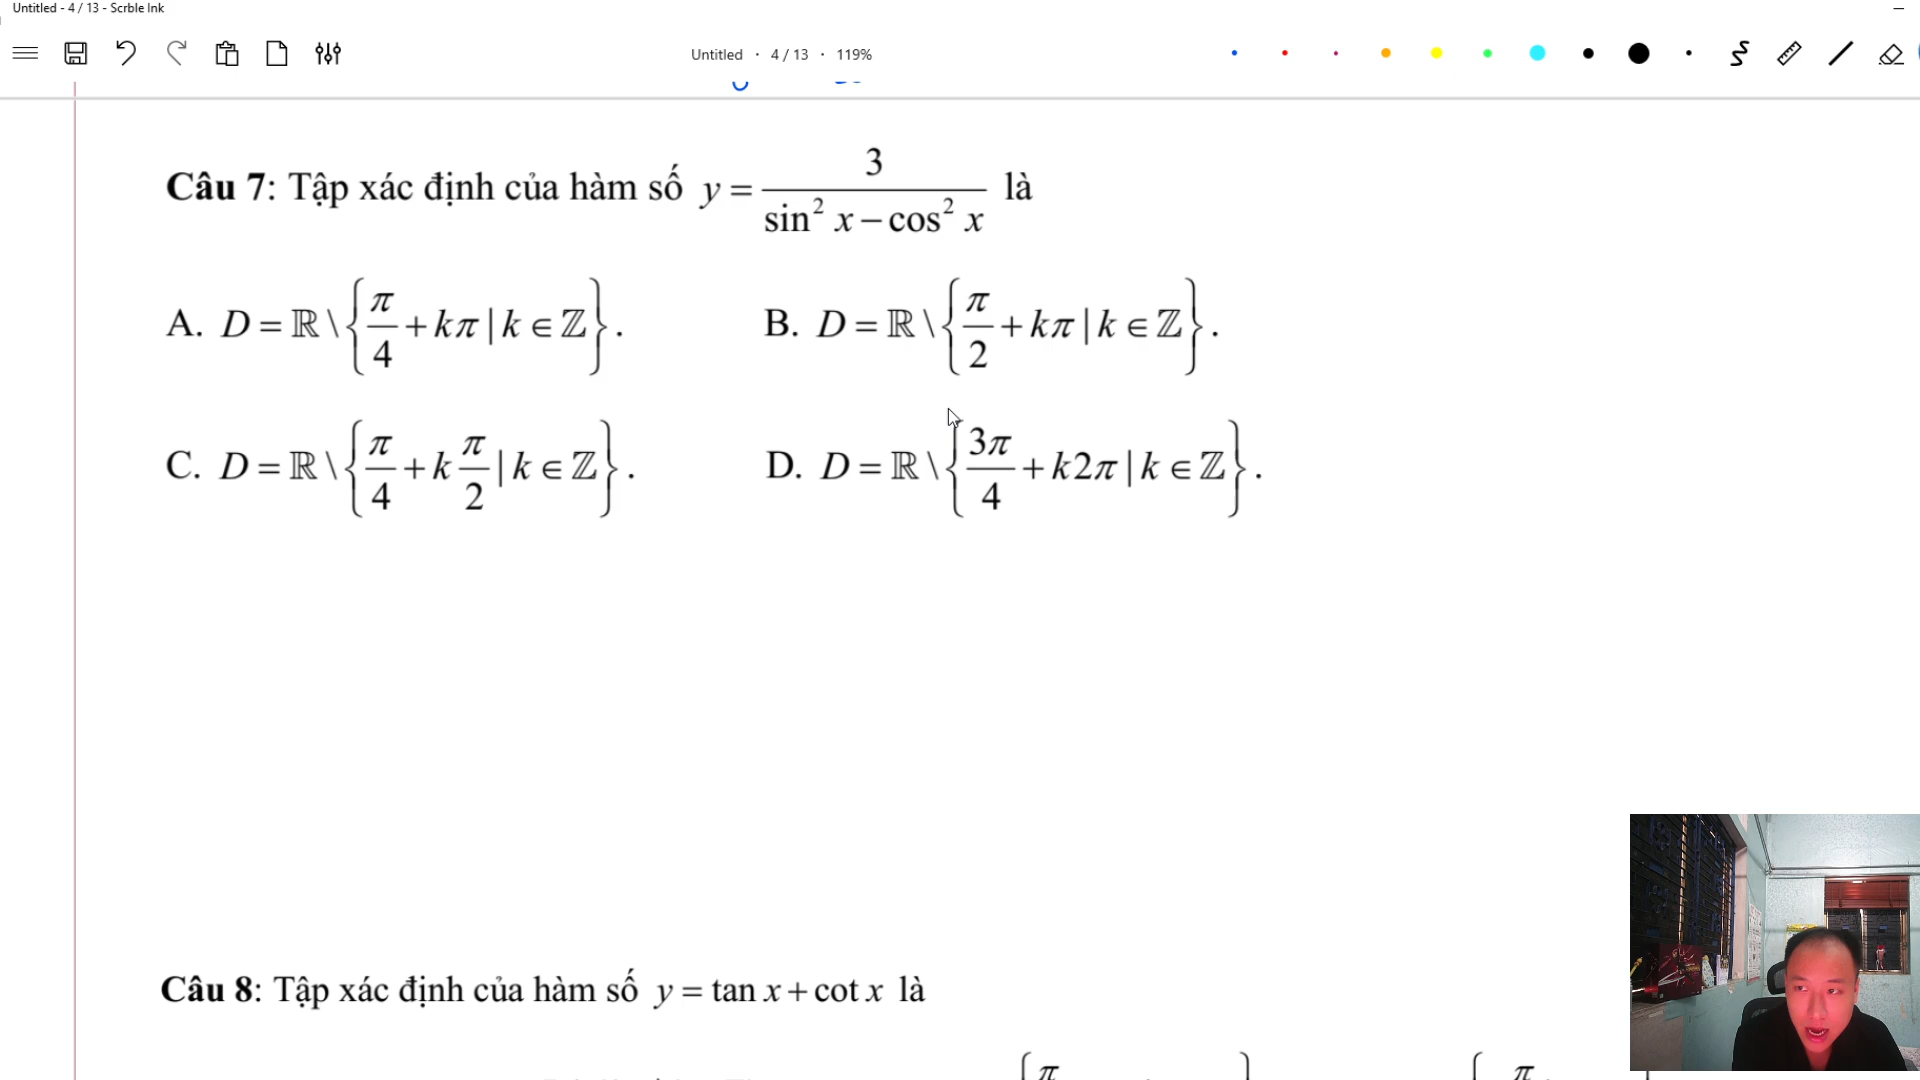 Untitled - 4 / 13 - Scrble Ink
Untitled · 4 / 13 · 119%
Câu 7: Tập xác định của hàm số y = 3 / (sin² x − cos² x) là
A. D = ℝ \ {π/4 + kπ | k ∈ ℤ}. B. D = ℝ \ {π/2 + kπ | k ∈ ℤ}.
C. D = ℝ \ {π/4 + k π/2 | k ∈ ℤ}. D. D = ℝ \ {3π/4 + k2π | k ∈ ℤ}.
Câu 8: Tập xác định của hàm số y = tan x + cot x là